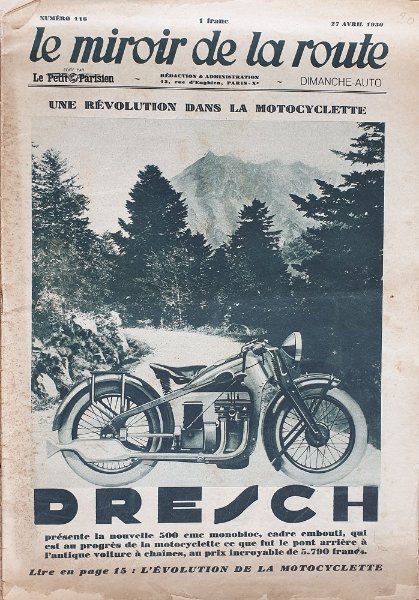 NUMÉRO 116
1 franc
27 AVRIL 1930
le miroir de la route
ÉDITÉ PAR
Le Petit Parisien
RÉDACTION & ADMINISTRATION
18, rue d'Enghien, PARIS-Xe
DIMANCHE-AUTO
UNE RÉVOLUTION DANS LA MOTOCYCLETTE
DRESCH
présente la nouvelle 500 cmc monobloc, cadre embouti, qui
est au progrès de la motocyclette ce que fut le pont arrière à
l'antique voiture à chaînes, au prix incroyable de 5.790 francs.
Lire en page 15 : L'ÉVOLUTION DE LA MOTOCYCLETTE